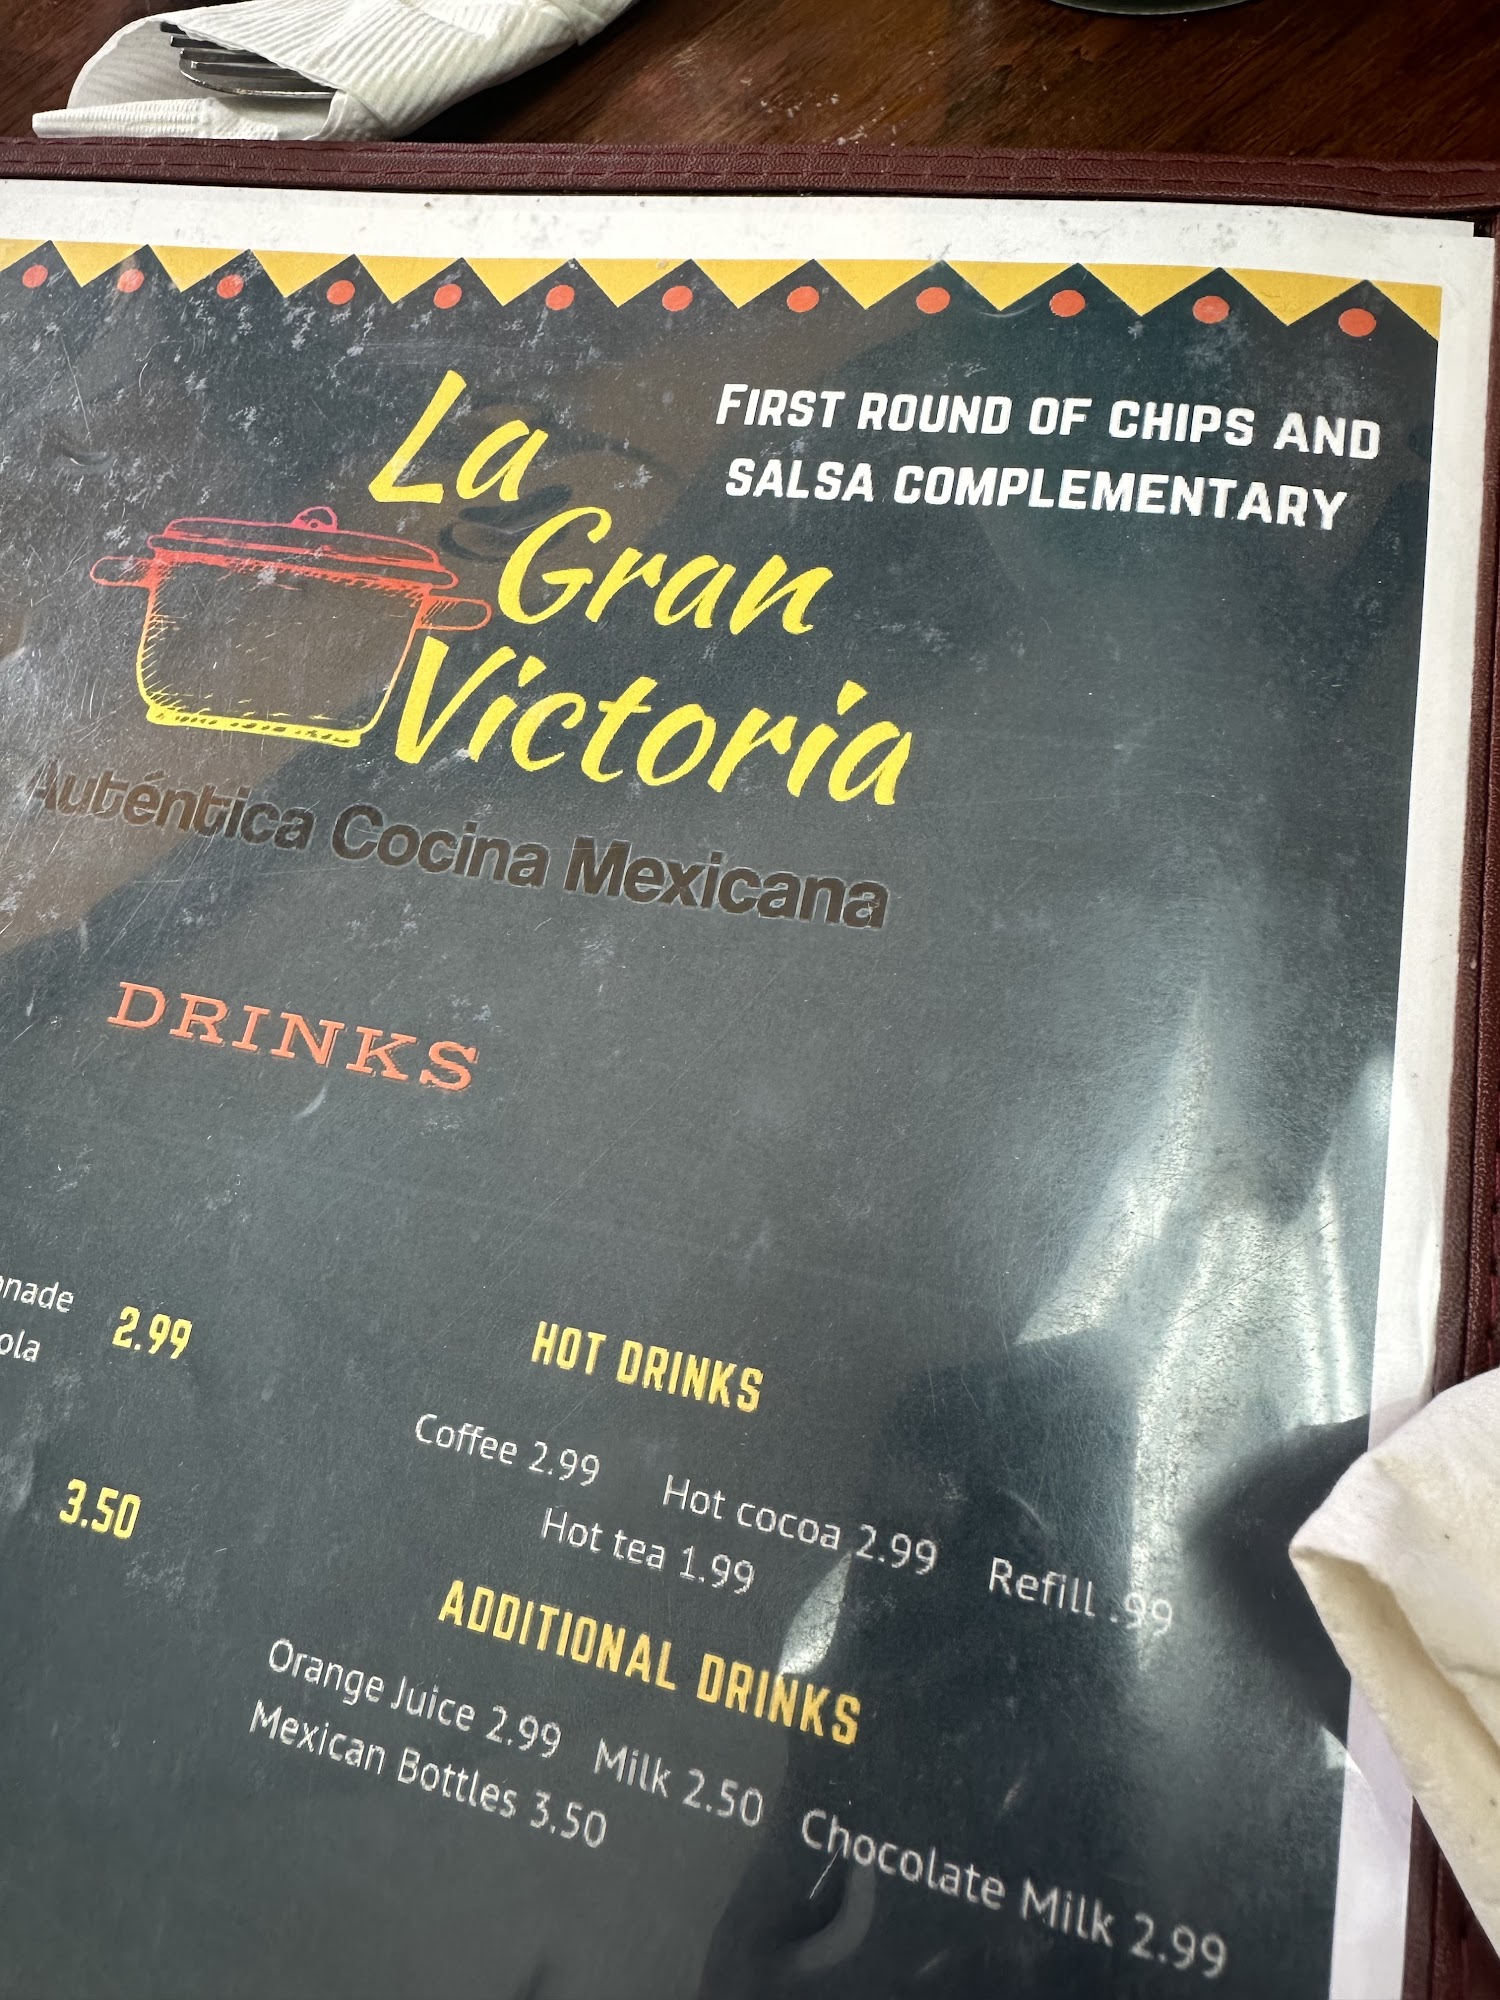 FIRST ROUND OF CHIPS AND
SALSA COMPLEMENTARY
La
Gran
Victoria
Auténtica Cocina Mexicana
DRINKS
2.99
3.50
HOT DRINKS
Coffee 2.99 Hot cocoa 2.99 Refill .99
Hot tea 1.99
ADDITIONAL DRINKS
Orange Juice 2.99 Milk 2.50 Chocolate Milk 2.99
Mexican Bottles 3.50